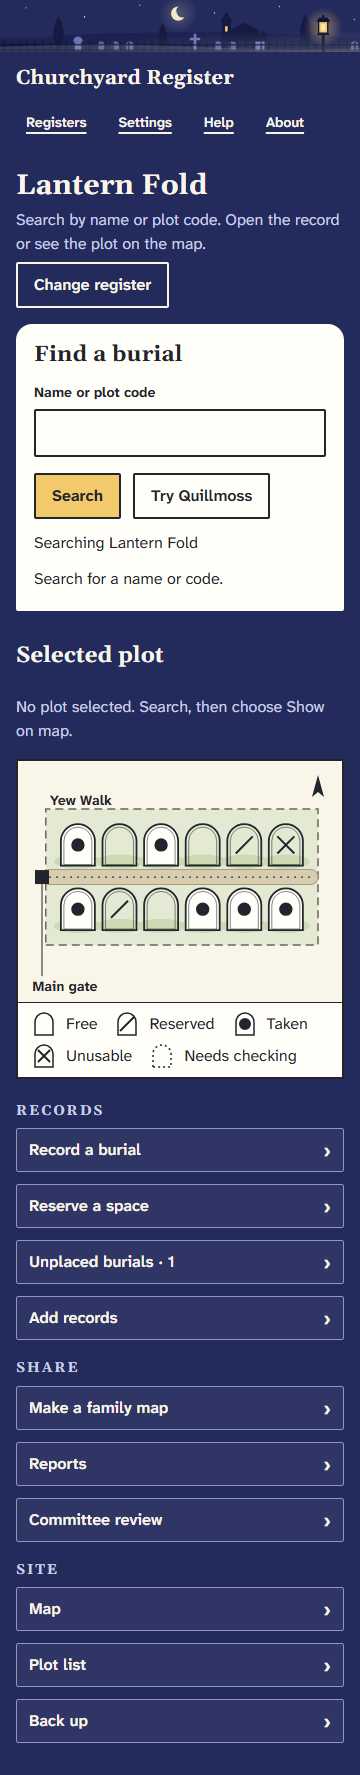 Churchyard Register
Registers Settings Help About
Lantern Fold
Search by name or plot code. Open the record
or see the plot on the map.
Change register
Find a burial
Name or plot code
Search Try Quillmoss
Searching Lantern Fold
Search for a name or code.
Selected plot
No plot selected. Search, then choose Show
on map.
Yew Walk
Main gate
Free Reserved Taken
Unusable Needs checking
RECORDS
Record a burial ›
Reserve a space ›
Unplaced burials · 1 ›
Add records ›
SHARE
Make a family map ›
Reports ›
Committee review ›
SITE
Map ›
Plot list ›
Back up ›